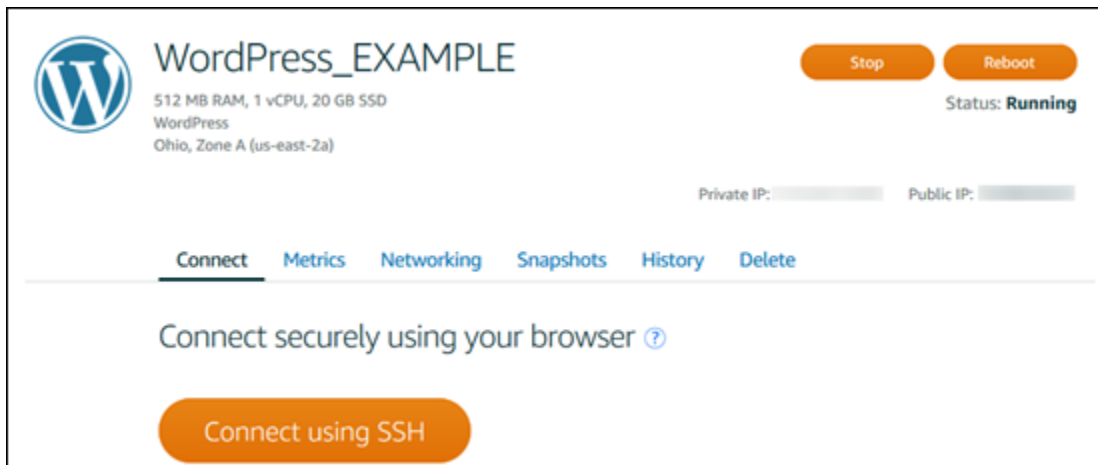 WordPress_EXAMPLE
512 MB RAM, 1 vCPU, 20 GB SSD
WordPress
Ohio, Zone A (us-east-2a)
Stop
Reboot
Status: Running
Private IP:
Public IP:
Connect Metrics Networking Snapshots History Delete
Connect securely using your browser ?
Connect using SSH